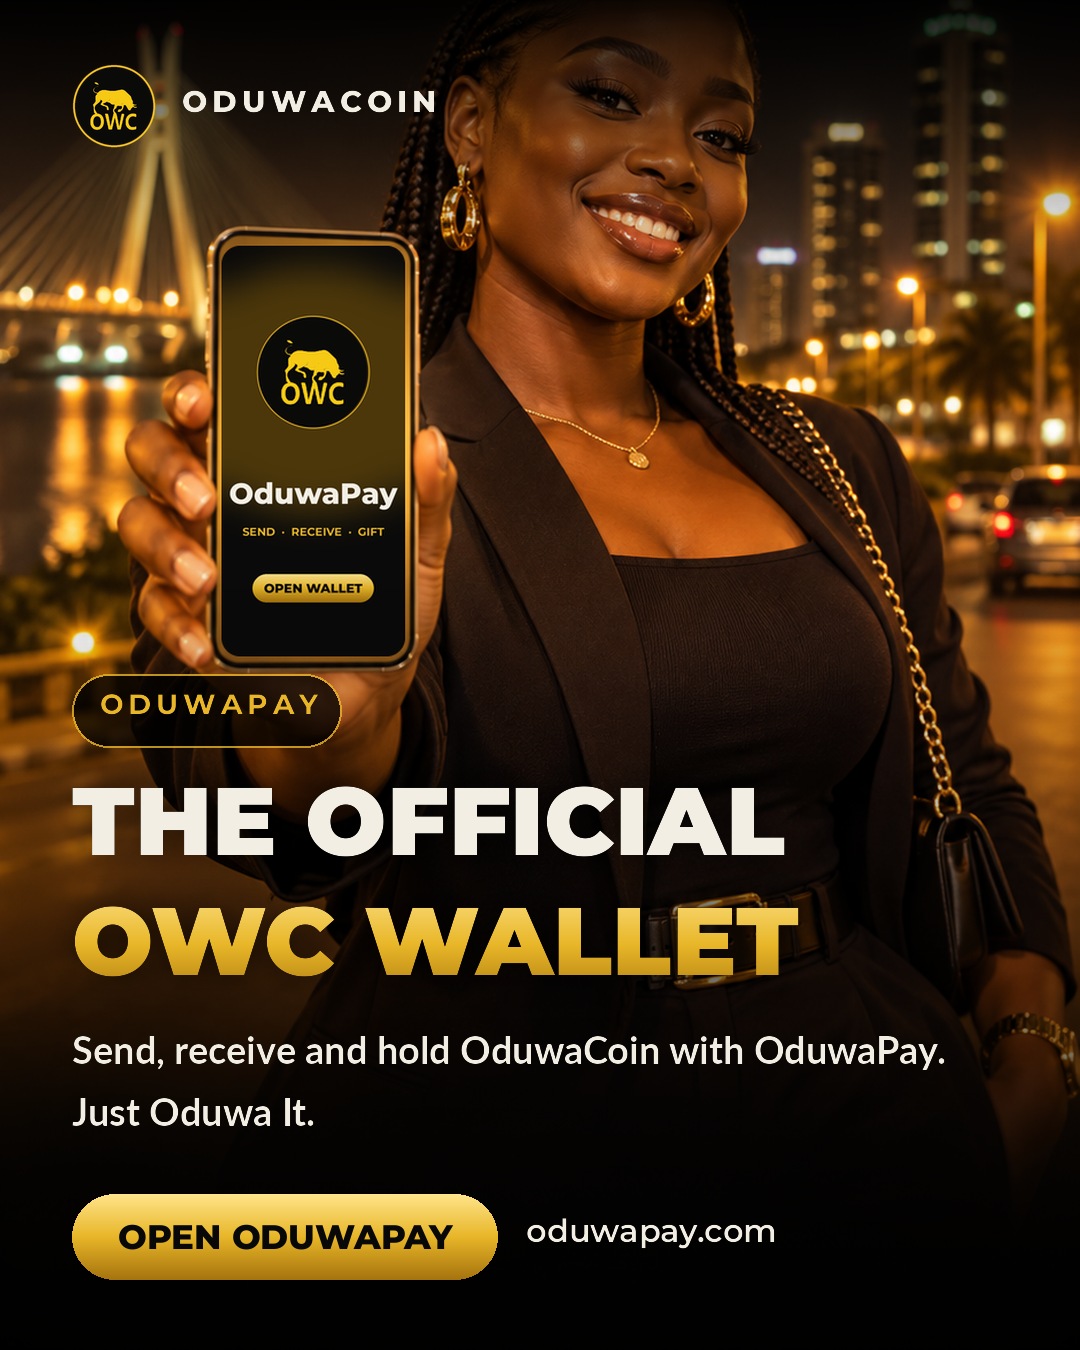 OWC
ODUWACOIN
OWC
OduwaPay
SEND · RECEIVE · GIFT
OPEN WALLET
ODUWAPAY
THE OFFICIAL
OWC WALLET
Send, receive and hold OduwaCoin with OduwaPay.
Just Oduwa It.
OPEN ODUWAPAY
oduwapay.com